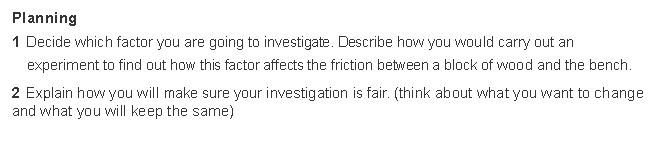 Planning
1 Decide which factor you are going to investigate. Describe how you would carry out an
experiment to find out how this factor affects the friction between a block of wood and the bench.
2 Explain how you will make sure your investigation is fair. (think about what you want to change
and what you will keep the same)